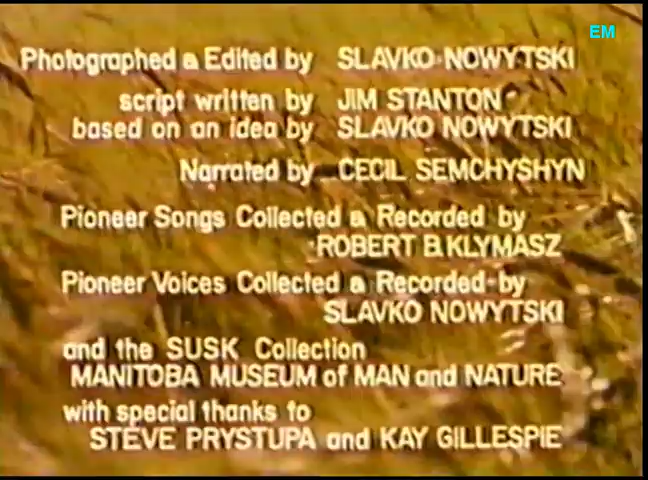 EM
Photographed & Edited by SLAVKO NOWYTSKI
script written by JIM STANTON
based on an idea by SLAVKO NOWYTSKI
Narrated by CECIL SEMCHYSHYN
Pioneer Songs Collected & Recorded by
ROBERT B. KLYMASZ
Pioneer Voices Collected & Recorded by
SLAVKO NOWYTSKI
and the SUSK Collection
MANITOBA MUSEUM of MAN and NATURE
with special thanks to
STEVE PRYSTUPA and KAY GILLESPIE